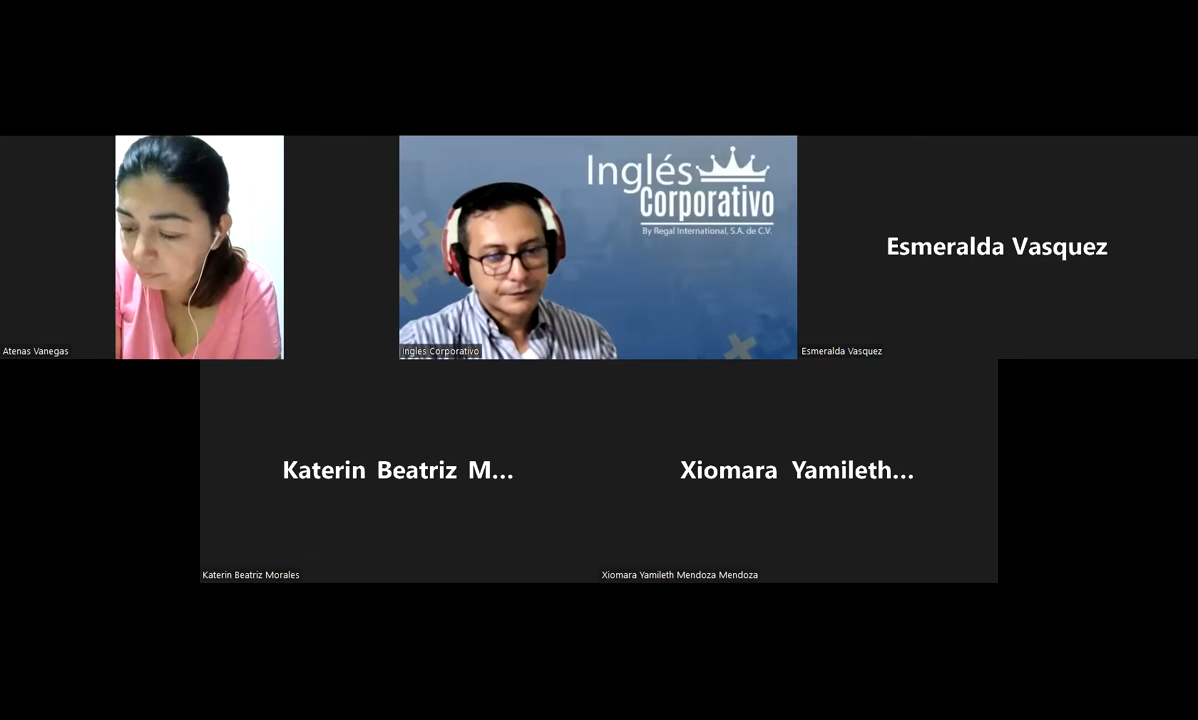 Inglés
Corporativo
By Regal International, S.A. de C.V.
Esmeralda Vasquez
Atenas Vanegas
Inglés Corporativo
Esmeralda Vasquez
Katerin Beatriz M...
Xiomara Yamileth...
Katerin Beatriz Morales
Xiomara Yamileth Mendoza Mendoza